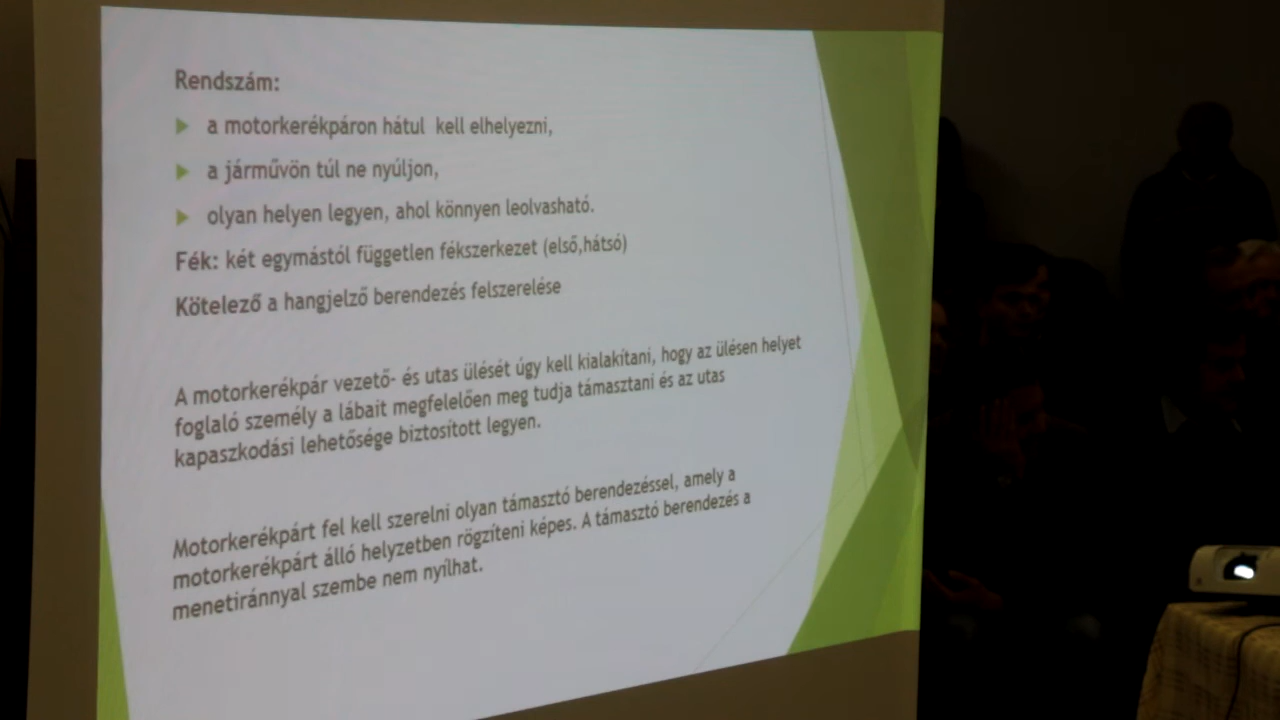 Rendszám:
a motorkerékpáron hátul kell elhelyezni,
a járművön túl ne nyúljon,
olyan helyen legyen, ahol könnyen leolvasható.
Fék: két egymástól független fékszerkezet (első,hátsó)
Kötelező a hangjelző berendezés felszerelése
A motorkerékpár vezető- és utas ülését úgy kell kialakítani, hogy az ülésen helyet
foglaló személy a lábait megfelelően meg tudja támasztani és az utas
kapaszkodási lehetősége biztosított legyen.
Motorkerékpárt fel kell szerelni olyan támasztó berendezéssel, amely a
motorkerékpárt álló helyzetben rögzíteni képes. A támasztó berendezés a
menetiránnyal szembe nem nyílhat.